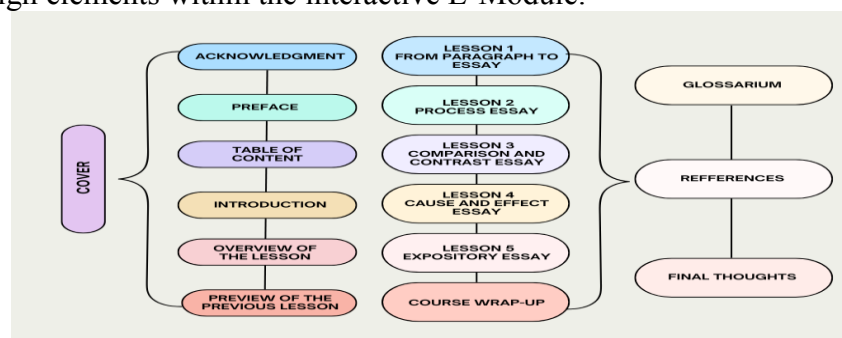 gn elements within the interactive E-Module.
COVER
ACKNOWLEDGMENT
PREFACE
TABLE OF
CONTENT
INTRODUCTION
OVERVIEW OF
THE LESSON
PREVIEW OF THE
PREVIOUS LESSON
LESSON 1
FROM PARAGRAPH TO
ESSAY
LESSON 2
PROCESS ESSAY
LESSON 3
COMPARISON AND
CONTRAST ESSAY
LESSON 4
CAUSE AND EFFECT
ESSAY
LESSON 5
EXPOSITORY ESSAY
COURSE WRAP-UP
GLOSSARIUM
REFFERENCES
FINAL THOUGHTS